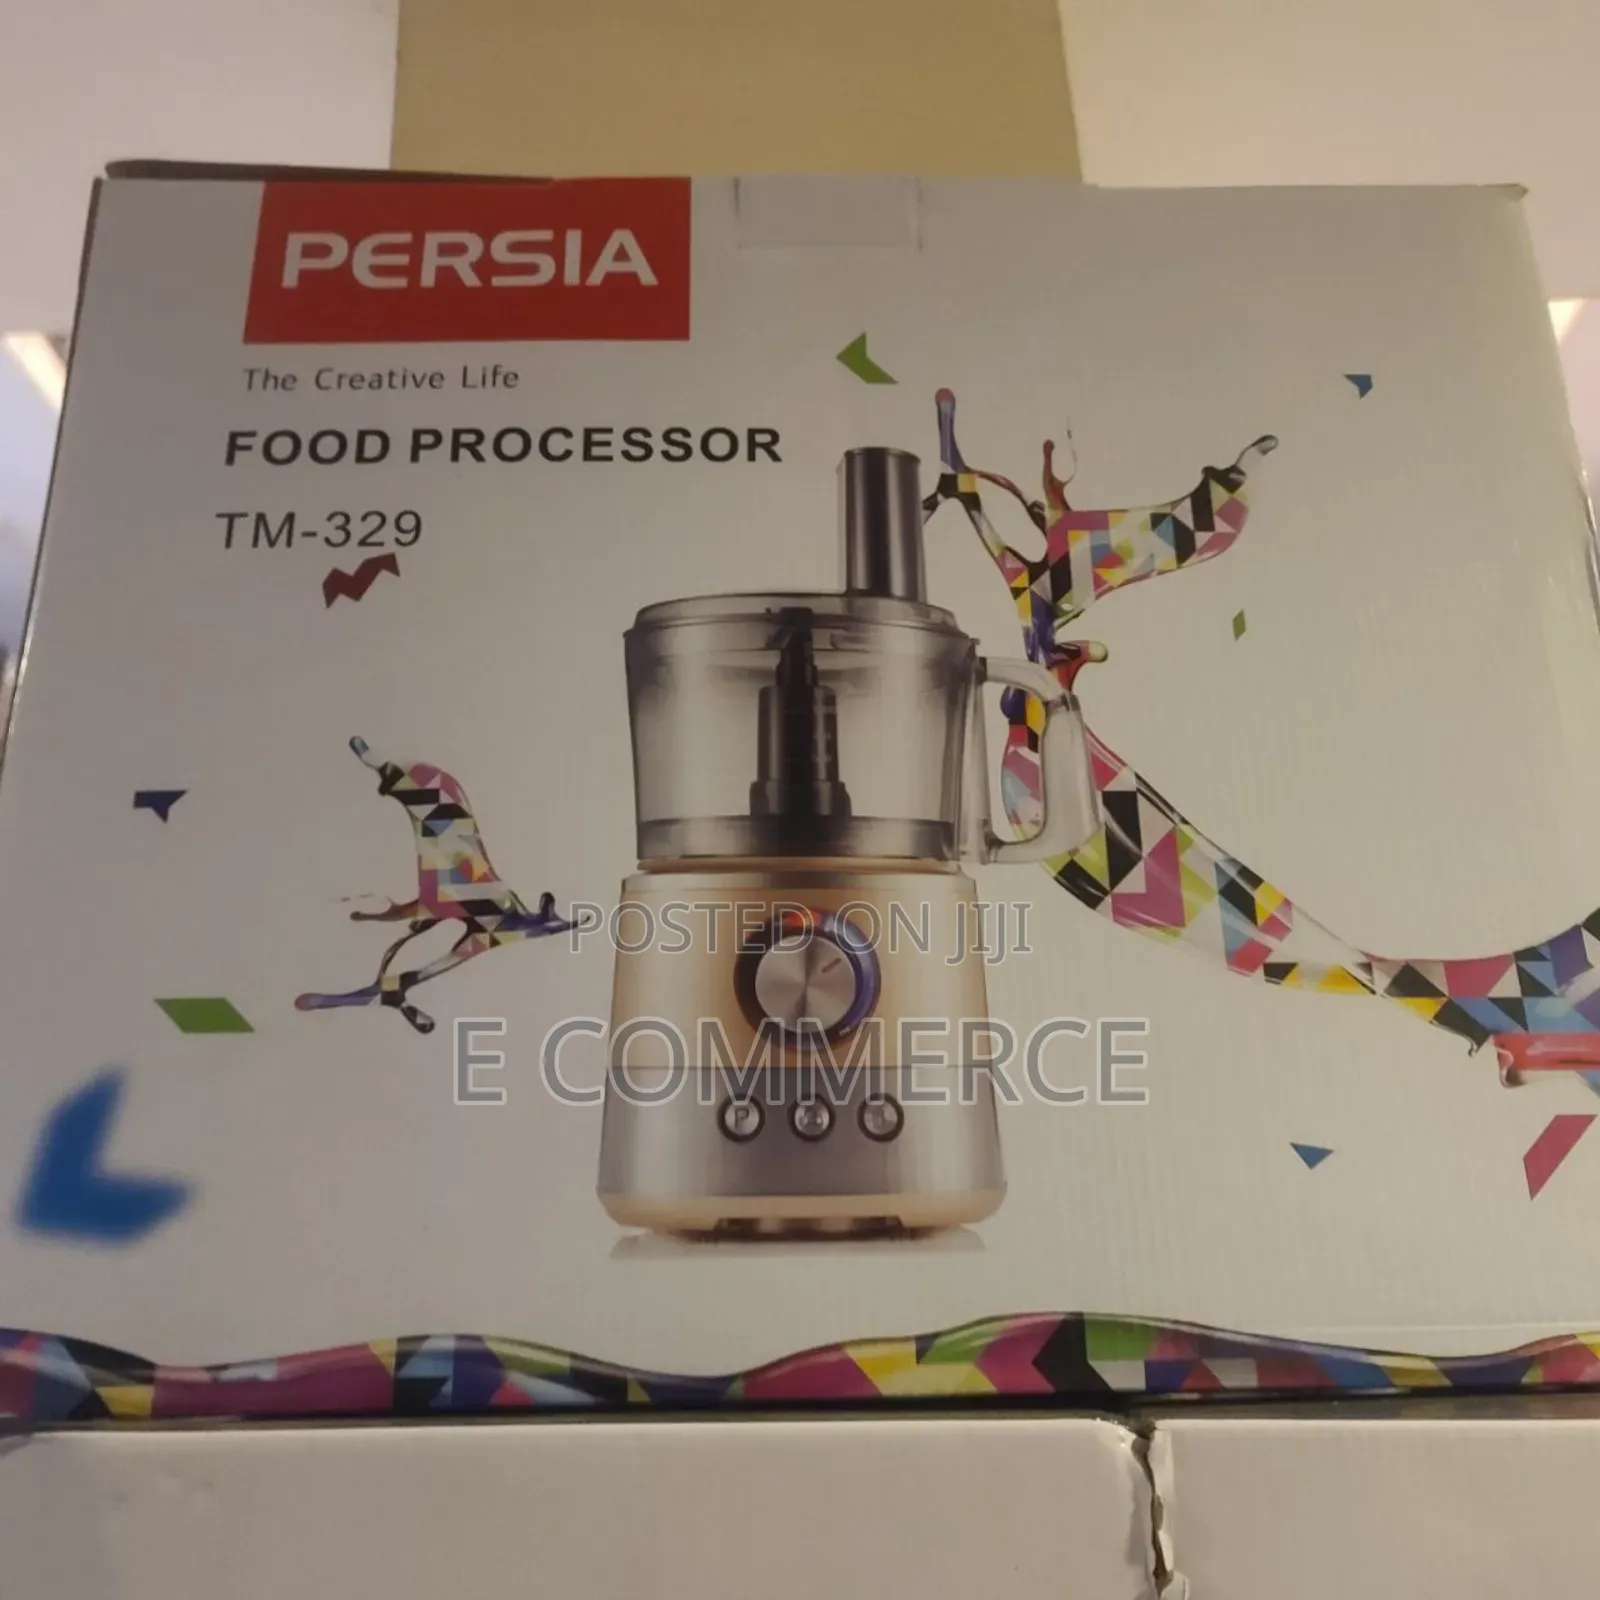 PERSIA
The Creative Life
FOOD PROCESSOR
TM-329
POSTED ON JIJI
E COMMERCE
P